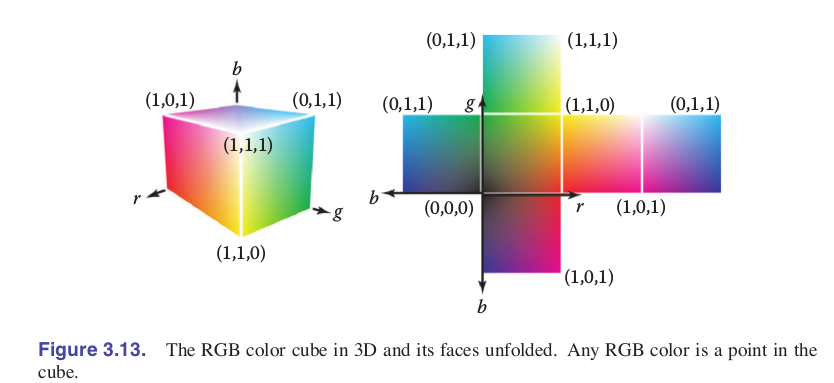 b
(1,0,1) (0,1,1)
(1,1,1)
r
g
(1,1,0)
(0,1,1) (1,1,1)
(0,1,1) g (1,1,0) (0,1,1)
b (0,0,0) r (1,0,1)
(1,0,1)
b
Figure 3.13. The RGB color cube in 3D and its faces unfolded. Any RGB color is a point in the
cube.